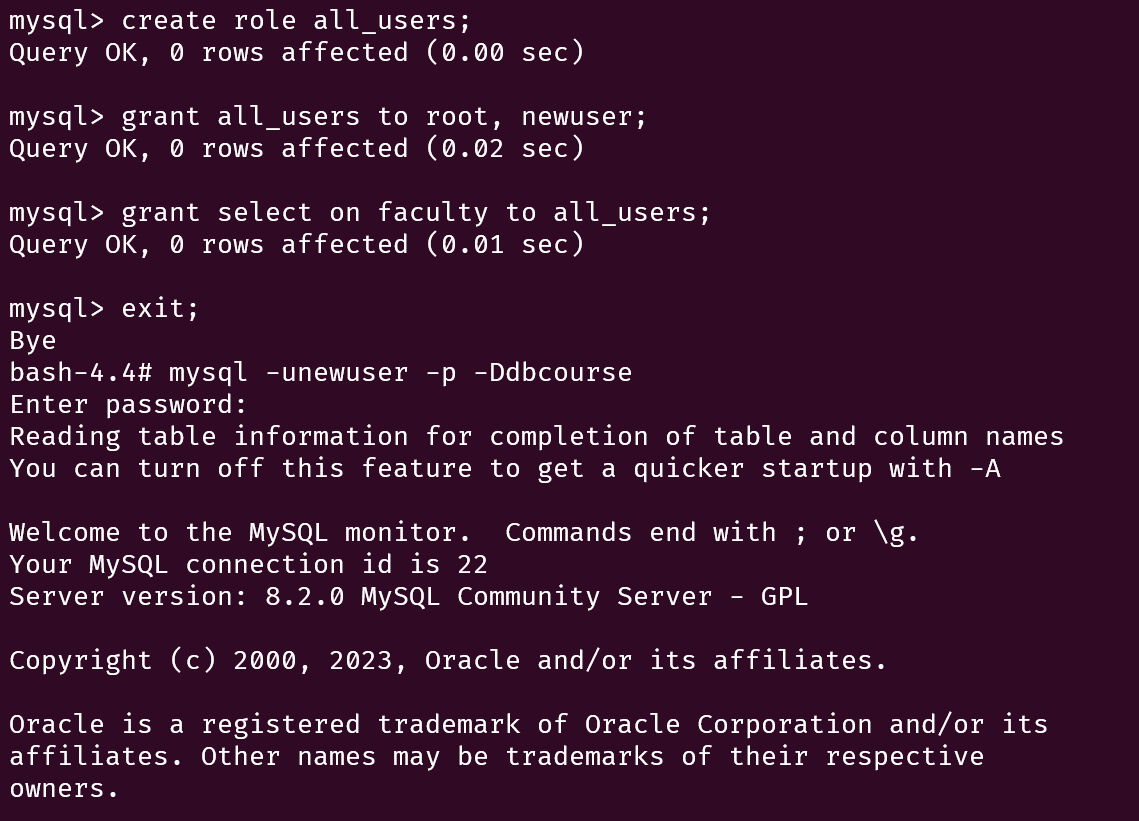 mysql> create role all_users;
Query OK, 0 rows affected (0.00 sec)

mysql> grant all_users to root, newuser;
Query OK, 0 rows affected (0.02 sec)

mysql> grant select on faculty to all_users;
Query OK, 0 rows affected (0.01 sec)

mysql> exit;
Bye
bash-4.4# mysql -unewuser -p -Ddbcourse
Enter password:
Reading table information for completion of table and column names
You can turn off this feature to get a quicker startup with -A

Welcome to the MySQL monitor.  Commands end with ; or \g.
Your MySQL connection id is 22
Server version: 8.2.0 MySQL Community Server - GPL

Copyright (c) 2000, 2023, Oracle and/or its affiliates.

Oracle is a registered trademark of Oracle Corporation and/or its
affiliates. Other names may be trademarks of their respective
owners.